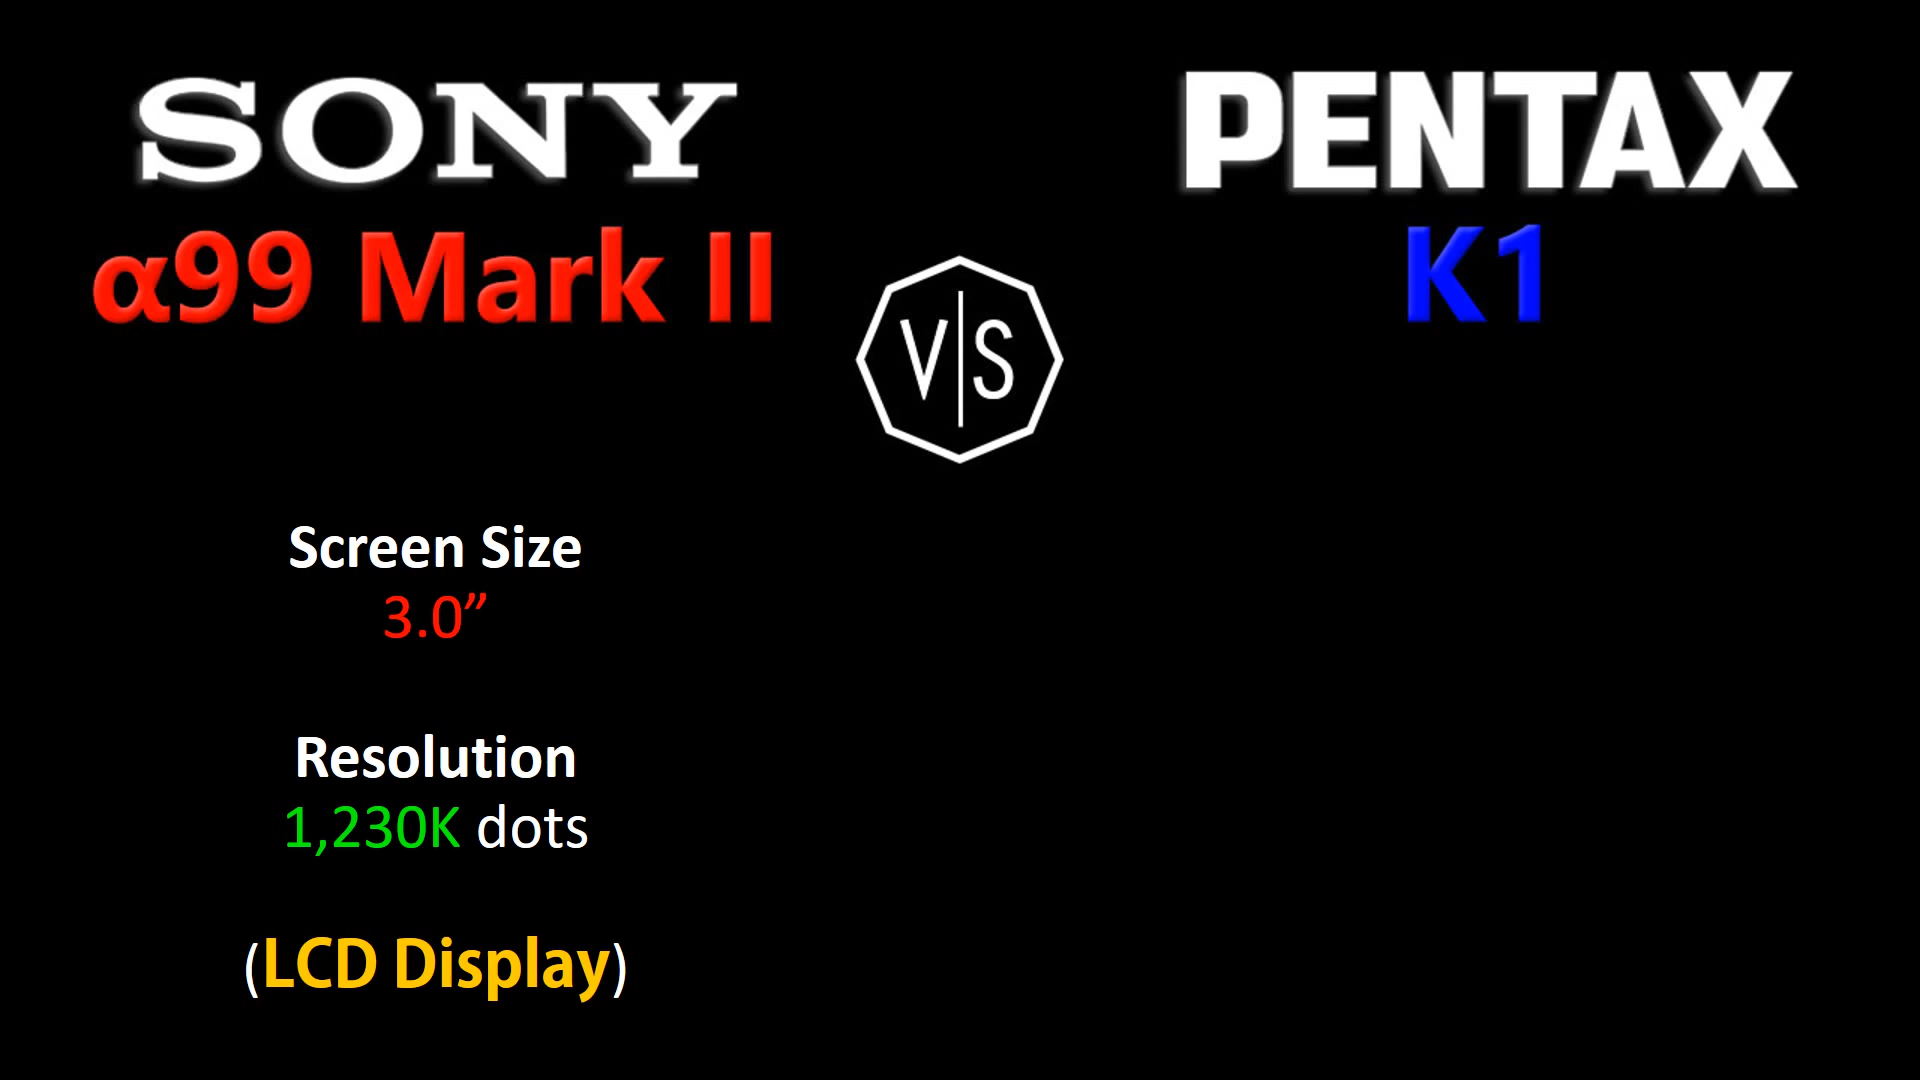 SONY
α99 Mark II
PENTAX
K1
V|S
Screen Size
3.0”
Resolution
1,230K dots
(LCD Display)